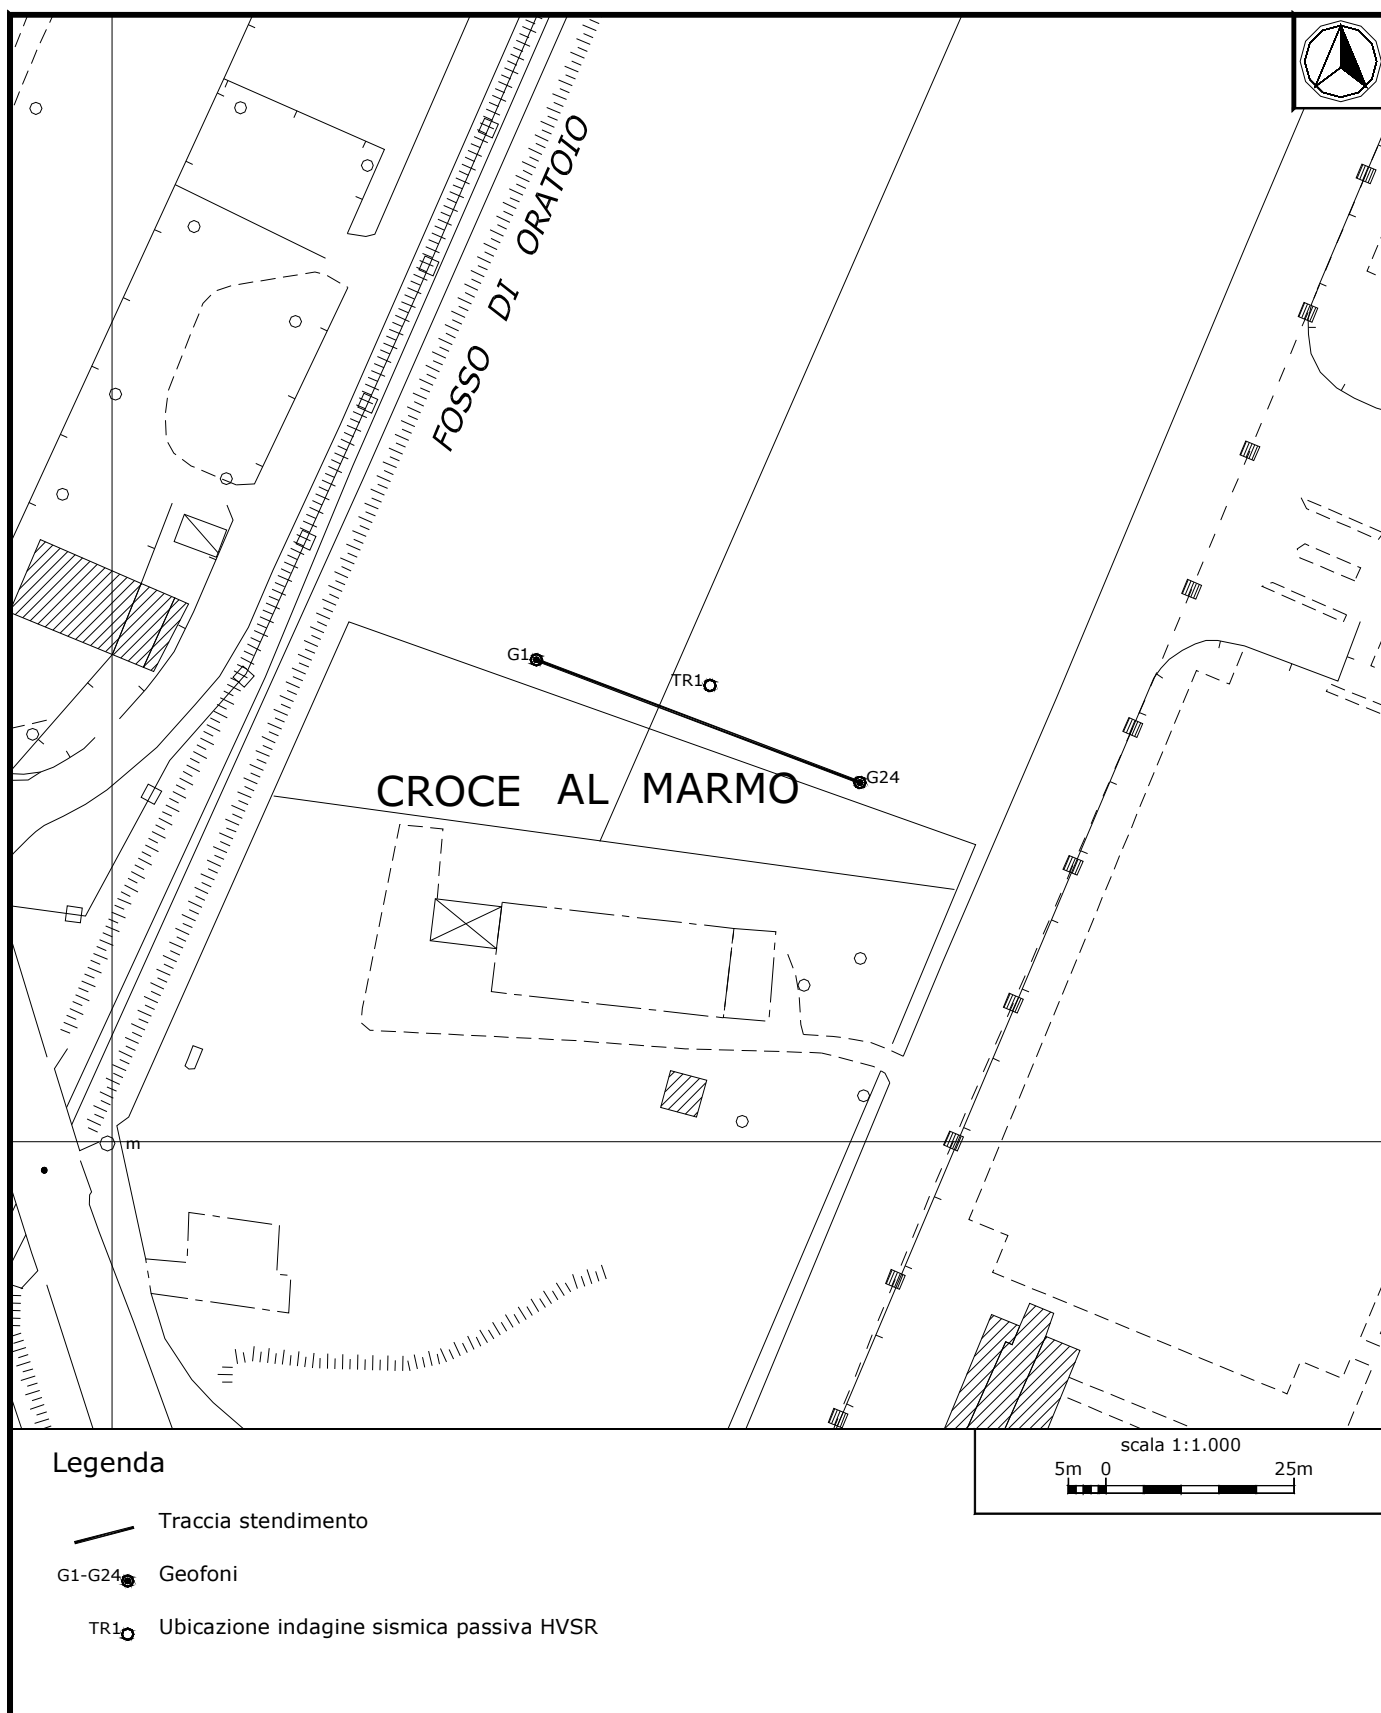 FOSSO DI ORATOIO
G1
TR1
G24
CROCE AL MARMO
m
Legenda
Traccia stendimento
G1-G24 Geofoni
TR1 Ubicazione indagine sismica passiva HVSR
scala 1:1.000
5m 0 25m